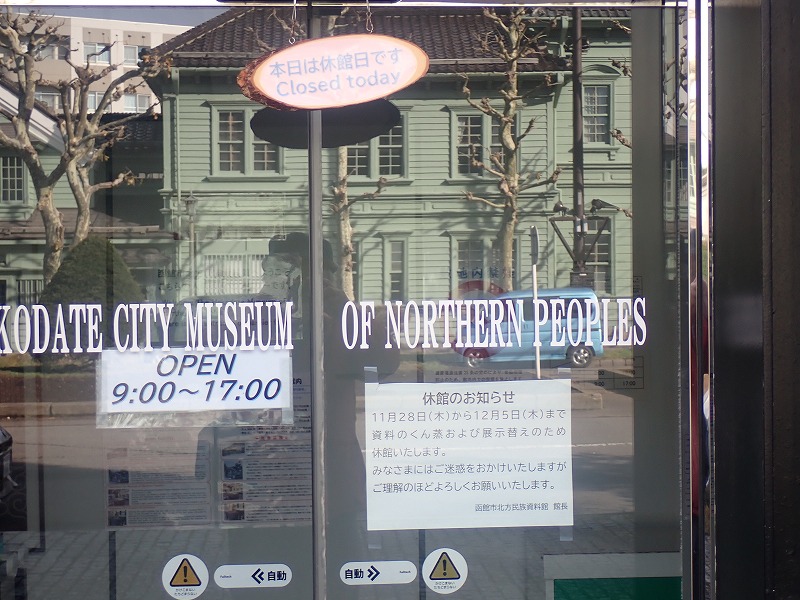 本日は休館日です
Closed today
KODATE CITY MUSEUM OF NORTHERN PEOPLES
OPEN
9:00～17:00
休館のお知らせ
11月28日(木)から12月5日(木)まで
資料のくん蒸および展示替えのため
休館いたします。
みなさまにはご迷惑をおかけいたしますが
ご理解のほどよろしくお願いいたします。
函館市北方民族資料館 館長
自動
自動